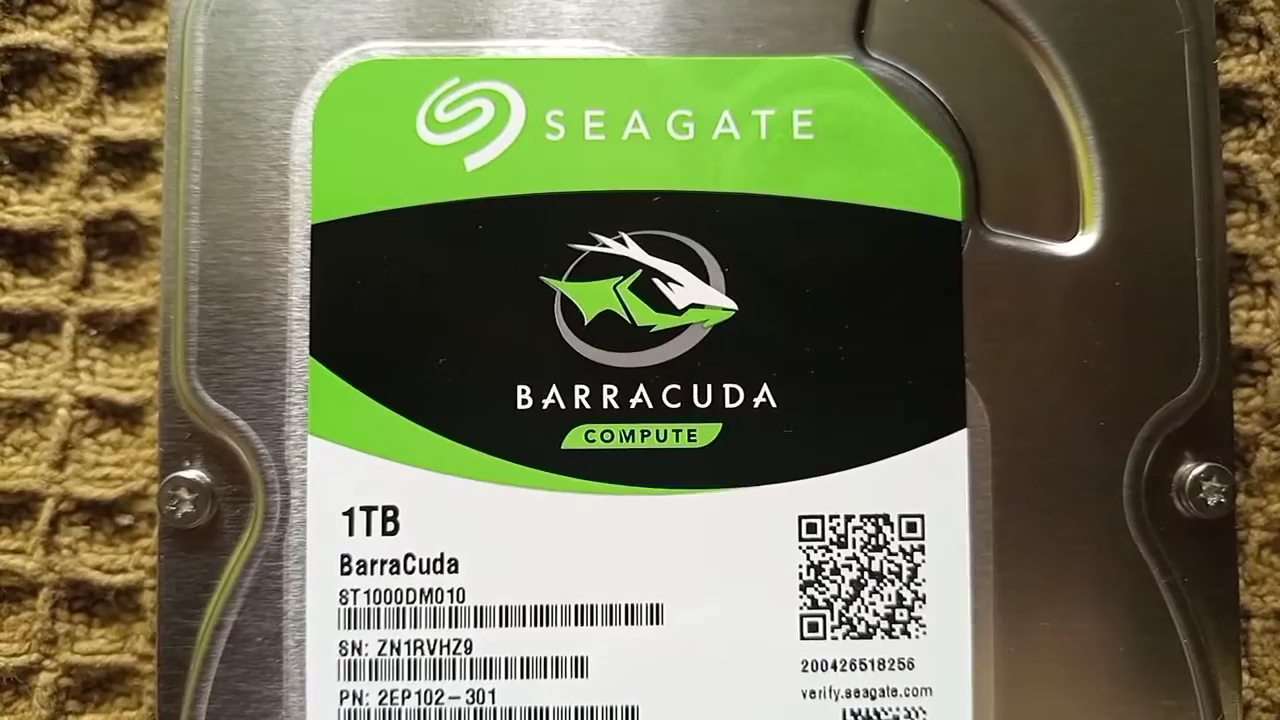 SEAGATE
BARRACUDA
COMPUTE
1TB
BarraCuda
ST1000DM010
SN: ZN1RVHZ9
PN: 2EP102-301
200426518256
verify.seagate.com